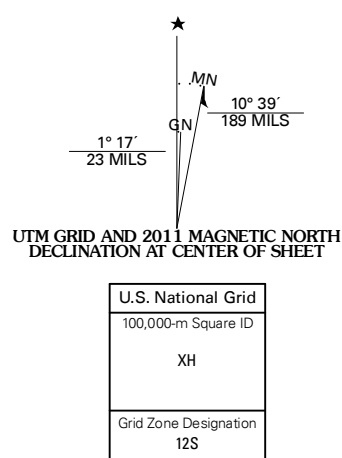 MN
10° 39´
189 MILS
GN
1° 17´
23 MILS
UTM GRID AND 2011 MAGNETIC NORTH
DECLINATION AT CENTER OF SHEET
U.S. National Grid
100,000-m Square ID
XH
Grid Zone Designation
12S